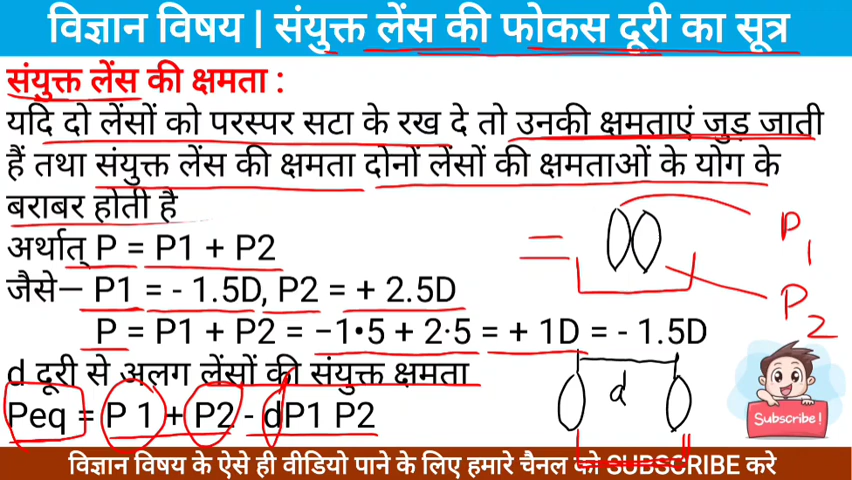 विज्ञान विषय | संयुक्त लेंस की फोकस दूरी का सूत्र
संयुक्त लेंस की क्षमता :
यदि दो लेंसों को परस्पर सटा के रख दे तो उनकी क्षमताएं जुड़ जाती
हैं तथा संयुक्त लेंस की क्षमता दोनों लेंसों की क्षमताओं के योग के
बराबर होती है
अर्थात् P = P1 + P2
जैसे— P1 = - 1.5D, P2 = + 2.5D
P = P1 + P2 = −1•5 + 2·5 = + 1D = - 1.5D
d दूरी से अलग लेंसों की संयुक्त क्षमता
Peq = P 1 + P2 - dP1 P2
=
P1
P2
d
Subscribe!
विज्ञान विषय के ऐसे ही वीडियो पाने के लिए हमारे चैनल को SUBSCRIBE करे